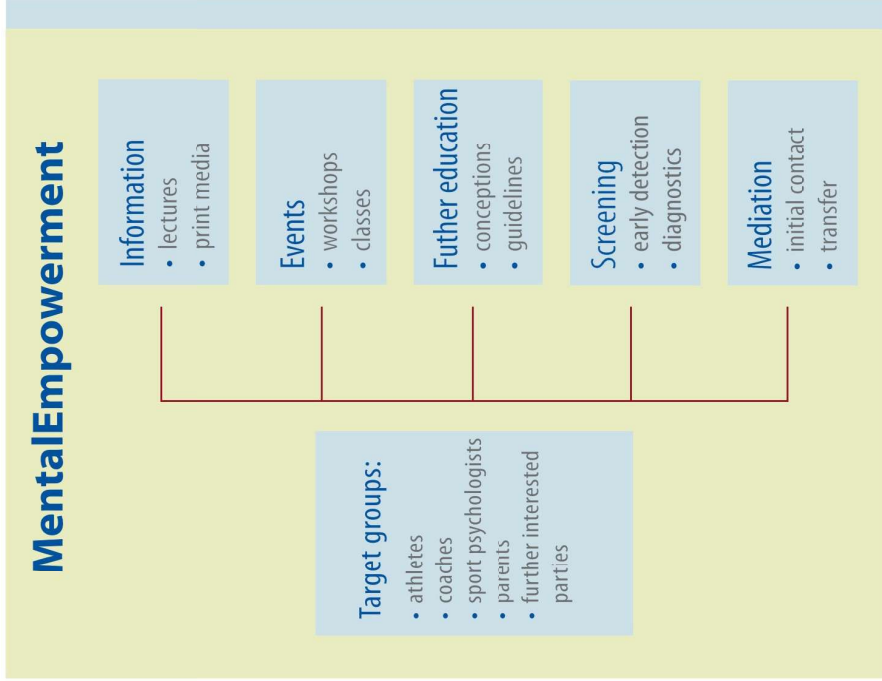 MentalEmpowerment
Target groups:
• athletes
• coaches
• sport psychologists
• parents
• further interested
parties
Information
• lectures
• print media
Events
• workshops
• classes
Futher education
• conceptions
• guidelines
Screening
• early detection
• diagnostics
Mediation
• initial contact
• transfer